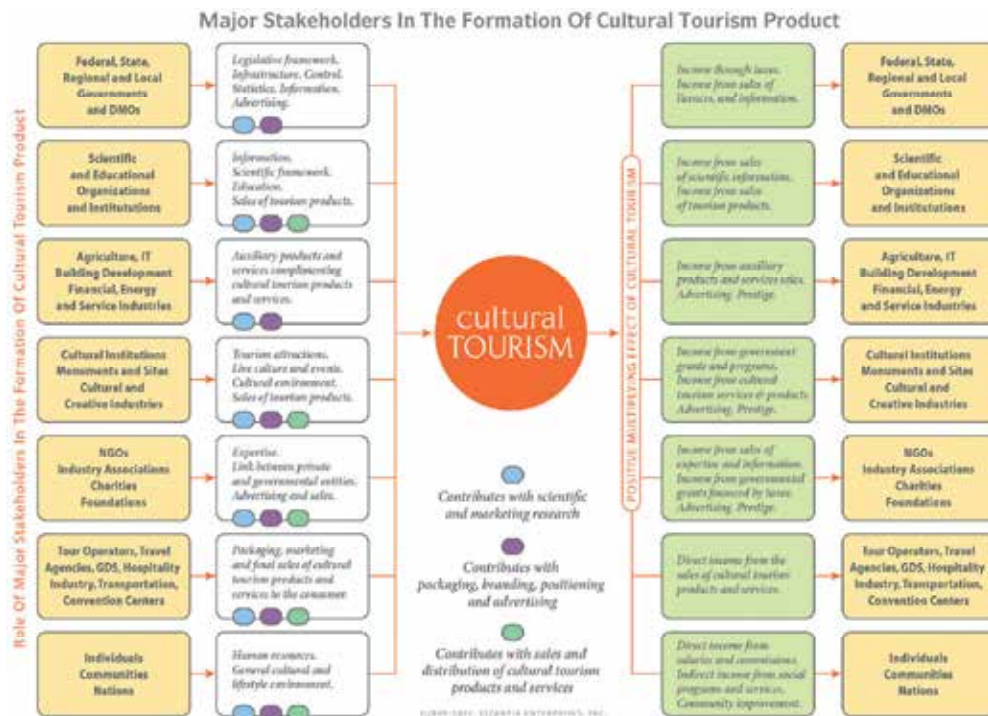 Major Stakeholders In The Formation Of Cultural Tourism Product
Role Of Major Stakeholders In The Formation Of Cultural Tourism Product
Federal, State,
Regional and Local
Governments
and DMOs
Legislative framework.
Infrastructure. Control.
Statistics. Information.
Advertising.
Scientific
and Educational
Organizations
and Institutions
Information.
Scientific framework.
Education.
Sales of tourism products.
Agriculture, IT
Building Development
Financial, Energy
and Service Industries
Auxiliary products and
services complimenting
cultural tourism products
and services.
Cultural Institutions
Monuments and Sites
Cultural and
Creative Industries
Tourism attractions.
Live culture and events.
Cultural environment.
Sales of tourism products.
NGOs
Industry Associations
Charities
Foundations
Expertise.
Link between private
and governmental entities.
Advertising and sales.
Tour Operators, Travel
Agencies, GDS, Hospitality
Industry, Transportation,
Convention Centers
Packaging, marketing
and final sales of cultural
tourism products and
services to the consumer
Individuals
Communities
Nations
Human resources.
General cultural and
lifestyle environment.
cultural
TOURISM
Contributes with scientific
and marketing research
Contributes with
packaging, branding, positioning
and advertising
Contributes with sales and
distribution of cultural tourism
products and services
POSITIVE MULTIPLYING EFFECT OF CULTURAL TOURISM
Income through taxes.
Income from sales of
licences, and information.
Federal, State,
Regional and Local
Governments
and DMOs
Income from sales
of scientific information.
Income from sales
of tourism products.
Scientific
and Educational
Organizations
and Institutions
Income from auxiliary
products and services sales.
Advertising. Prestige.
Agriculture, IT
Building Development
Financial, Energy
and Service Industries
Income from government
grants and programs.
Income from cultural
tourism services & products.
Advertising. Prestige.
Cultural Institutions
Monuments and Sites
Cultural and
Creative Industries
Income from sales of
expertise and information.
Income from governmental
grants financed by taxes.
Advertising. Prestige.
NGOs
Industry Associations
Charities
Foundations
Direct income from the
sales of cultural tourism
products and services.
Tour Operators, Travel
Agencies, GDS, Hospitality
Industry, Transportation,
Convention Centers
Direct income from
salaries and commissions.
Indirect income from social
programs and services.
Community improvement.
Individuals
Communities
Nations
ENTERPRISES, INC.